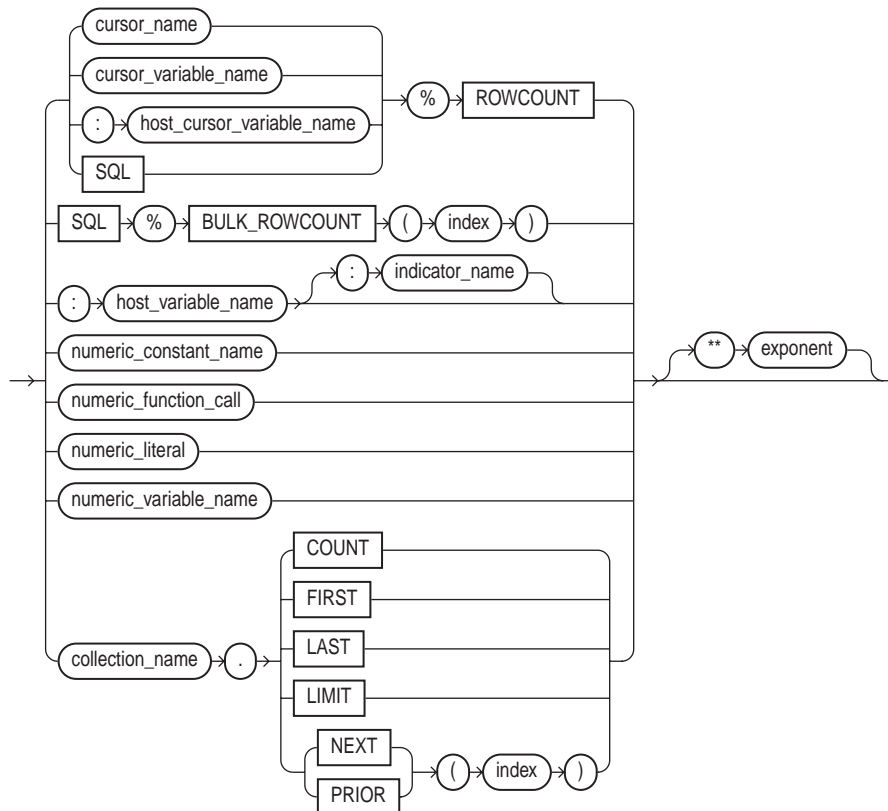 cursor_name
cursor_variable_name
: host_cursor_variable_name
SQL
% ROWCOUNT
SQL % BULK_ROWCOUNT ( index )
: host_variable_name : indicator_name
numeric_constant_name
numeric_function_call
numeric_literal
numeric_variable_name
** exponent
collection_name .
COUNT
FIRST
LAST
LIMIT
NEXT
PRIOR
( index )